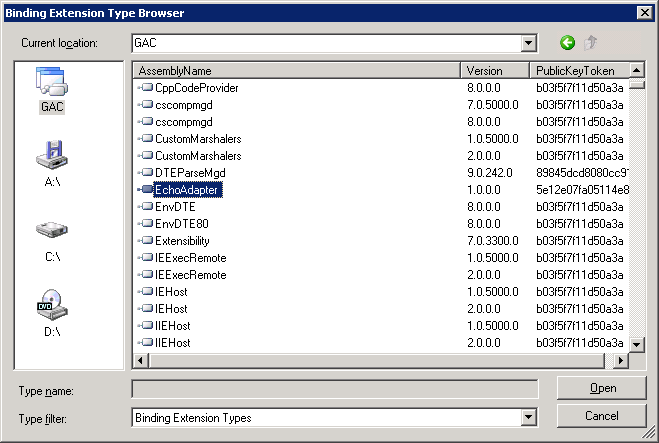 Binding Extension Type Browser
Current location:
GAC
GAC
A:\
C:\
DVD
D:\
AssemblyName Version PublicKeyToken
CppCodeProvider 8.0.0.0 b03f5f7f11d50a3a
cscompmgd 7.0.5000.0 b03f5f7f11d50a3a
cscompmgd 8.0.0.0 b03f5f7f11d50a3a
CustomMarshalers 1.0.5000.0 b03f5f7f11d50a3a
CustomMarshalers 2.0.0.0 b03f5f7f11d50a3a
DTEParseMgd 9.0.242.0 89845dcd8080cc9
EchoAdapter 1.0.0.0 5e12e07fa05114e8
EnvDTE 8.0.0.0 b03f5f7f11d50a3a
EnvDTE80 8.0.0.0 b03f5f7f11d50a3a
Extensibility 7.0.3300.0 b03f5f7f11d50a3a
IEExecRemote 1.0.5000.0 b03f5f7f11d50a3a
IEExecRemote 2.0.0.0 b03f5f7f11d50a3a
IEHost 1.0.5000.0 b03f5f7f11d50a3a
IEHost 2.0.0.0 b03f5f7f11d50a3a
IIEHost 1.0.5000.0 b03f5f7f11d50a3a
IIEHost 2.0.0.0 b03f5f7f11d50a3a
Type name:
Open
Type filter:
Binding Extension Types
Cancel